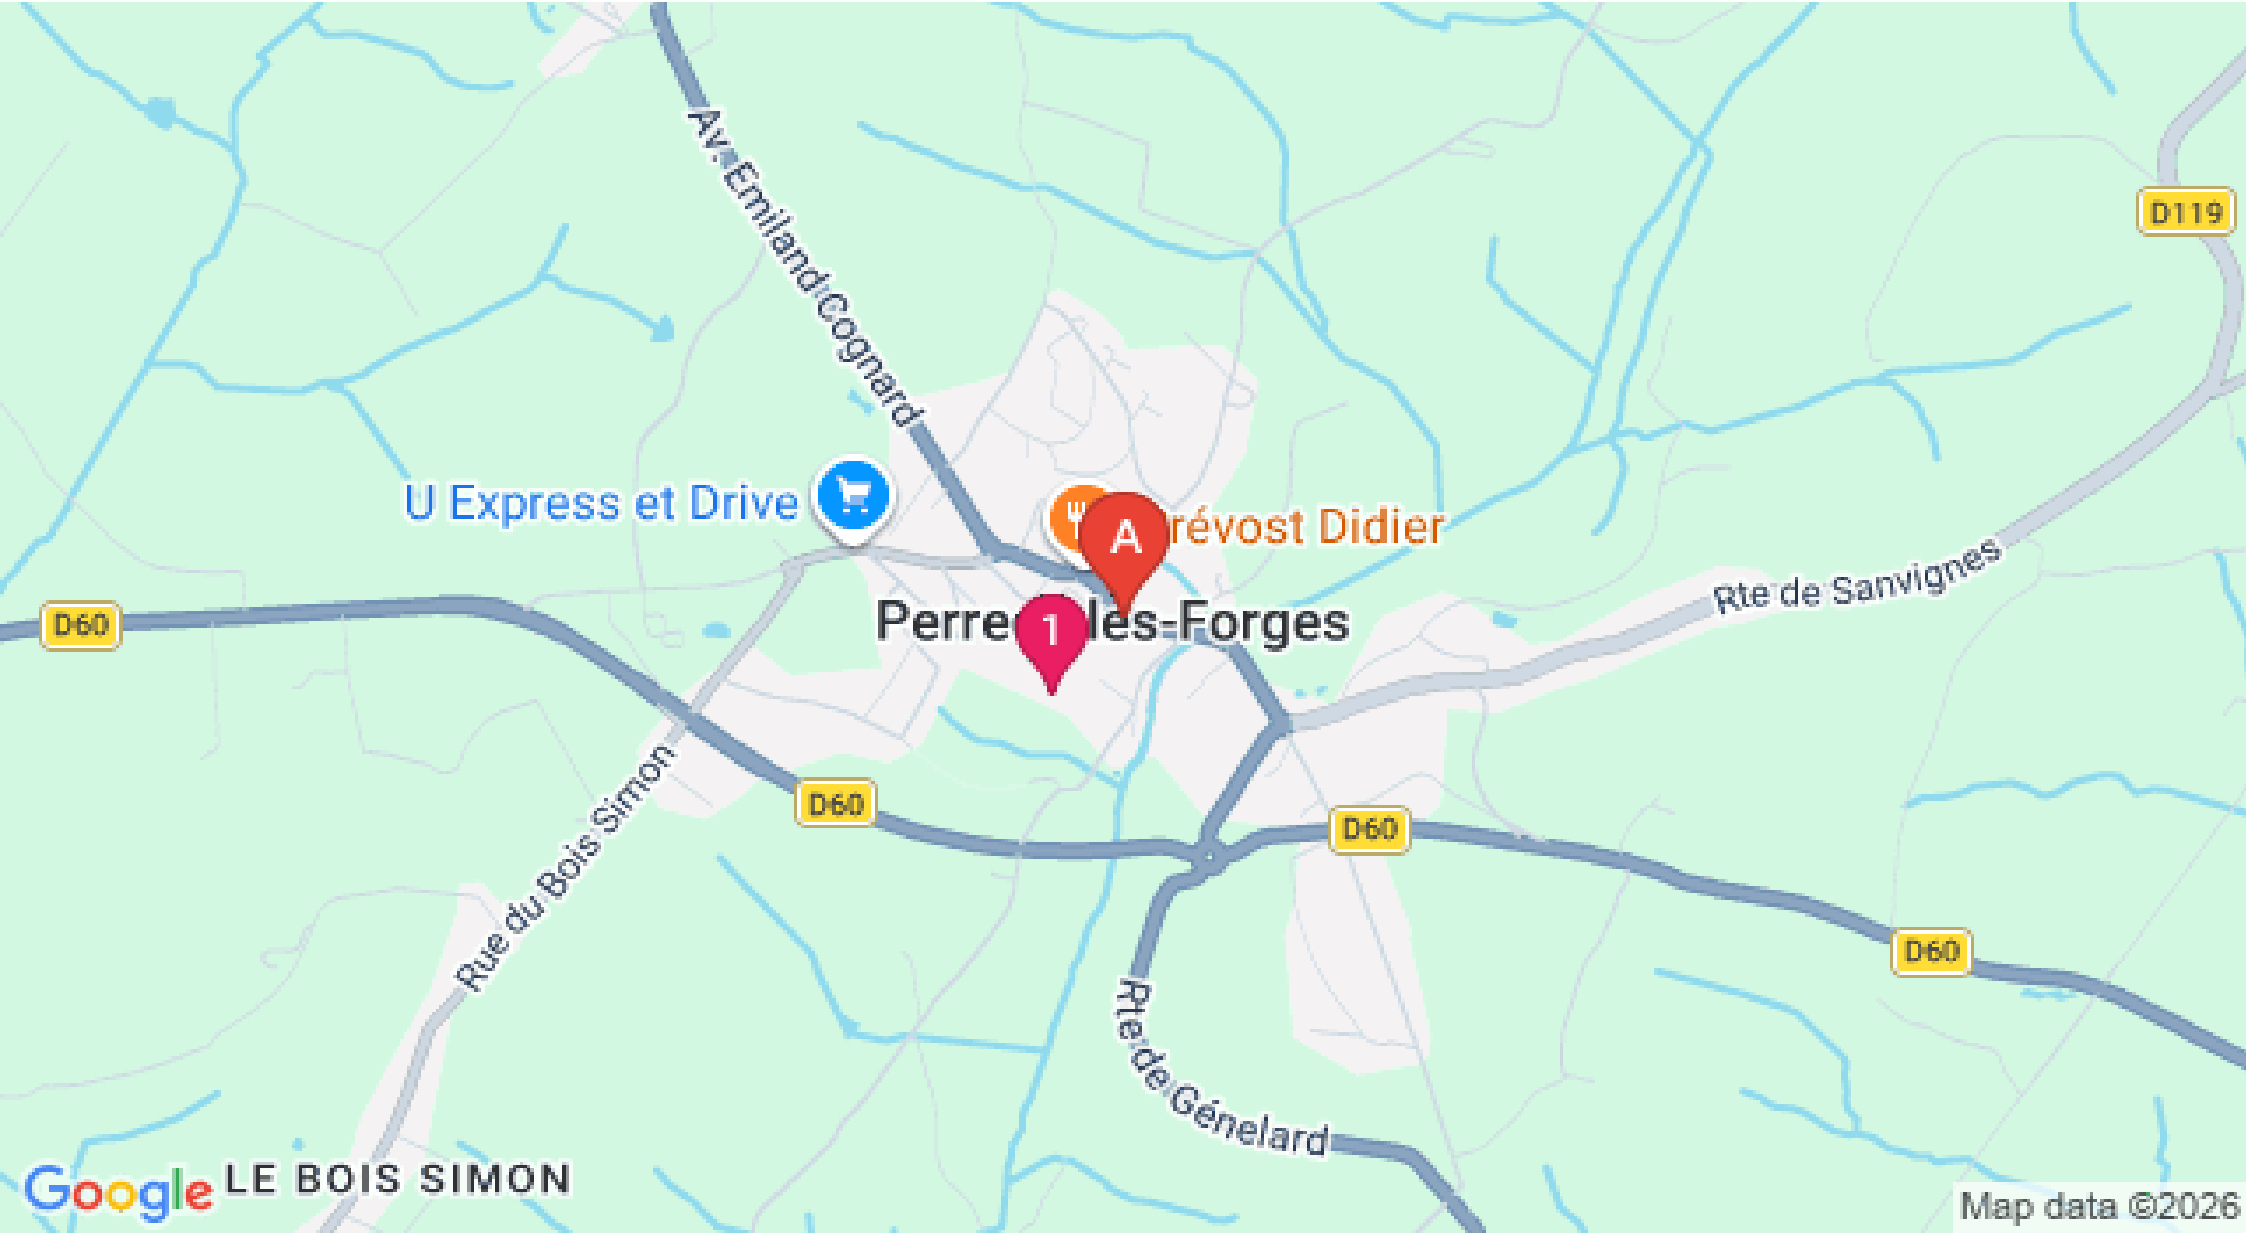 Av. Emiland Cognard
D119
U Express et Drive
A
révost Didier
Rte de Sanvignes
D60
Perre les-Forges
1
Rue du Bois Simon
D60
D60
D60
Rte de Génelard
Google
LE BOIS SIMON
Map data ©2026